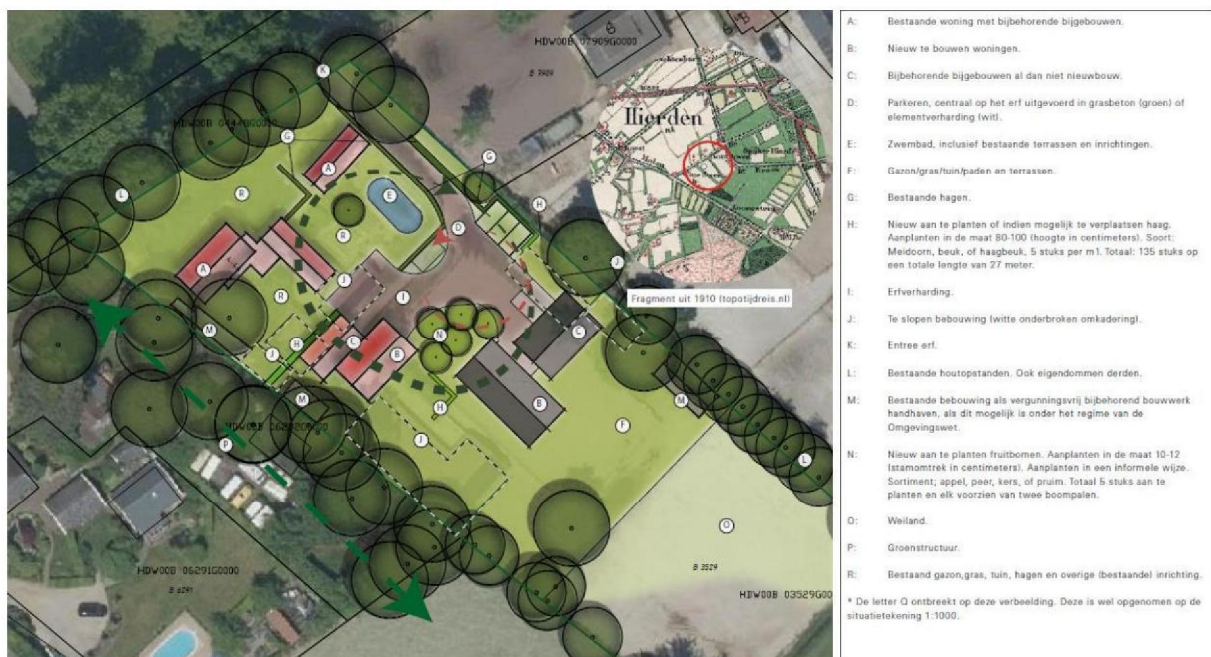 HDW00B 07909G0000
B 7909
6
HDW00B 04448G0000
Hierden
Fragment uit 1910 (topotijdreis.nl)
K
G
A
G
L
R
E
H
R
D
A
J
J
I
R
M
N
C
J
H
C
B
B
M
H
M
J
F
P
L
O
HDW00B 06291G0000
B 6291
B 3529
HDW00B 03529G00
A: Bestaande woning met bijbehorende bijgebouwen.
B: Nieuw te bouwen woningen.
C: Bijbehorende bijgebouwen al dan niet nieuwbouw.
D: Parkeren, centraal op het erf uitgevoerd in grasbeton (groen) of
elementverharding (wit).
E: Zwembad, inclusief bestaande terrassen en inrichtingen.
F: Gazon/gras/tuin/paden en terrassen.
G: Bestaande hagen.
H: Nieuw aan te planten of indien mogelijk te verplaatsen haag.
Aanplanten in de maat 80-100 (hoogte in centimeters). Soort:
Meidoorn, beuk, of haagbeuk, 5 stuks per m1. Totaal: 135 stuks op
een totale lengte van 27 meter.
I: Erfverharding.
J: Te slopen bebouwing (witte onderbroken omkadering).
K: Entree erf.
L: Bestaande houtopstanden. Ook eigendommen derden.
M: Bestaande bebouwing als vergunningsvrij bijbehorend bouwwerk
handhaven, als dit mogelijk is onder het regime van de
Omgevingswet.
N: Nieuw aan te planten fruitbomen. Aanplanten in de maat 10-12
(stamomtrek in centimeters). Aanplanten in een informele wijze.
Sortiment; appel, peer, kers, of pruim. Totaal 5 stuks aan te
planten en elk voorzien van twee boompalen.
O: Weiland.
P: Groenstructuur.
R: Bestaand gazon,gras, tuin, hagen en overige (bestaande) inrichting.
* De letter Q ontbreekt op deze verbeelding. Deze is wel opgenomen op de
situatietekening 1:1000.